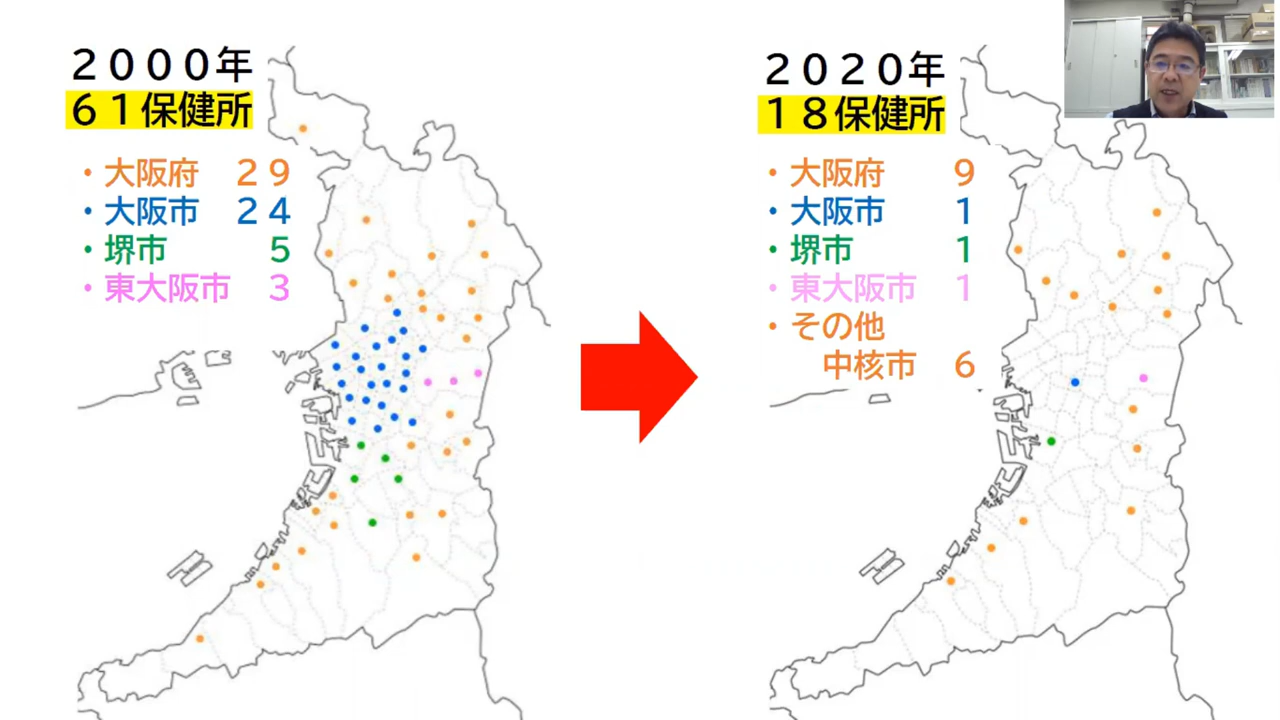 ２０００年
６１保健所
・大阪府　２９
・大阪市　２４
・堺市　５
・東大阪市　３
２０２０年
１８保健所
・大阪府　９
・大阪市　１
・堺市　１
・東大阪市　１
・その他
中核市　６